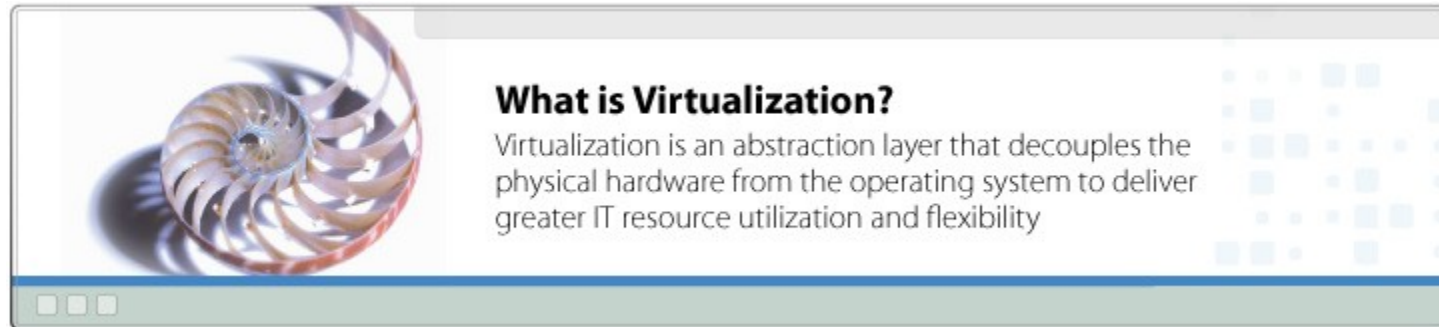 What is Virtualization?
Virtualization is an abstraction layer that decouples the
physical hardware from the operating system to deliver
greater IT resource utilization and flexibility